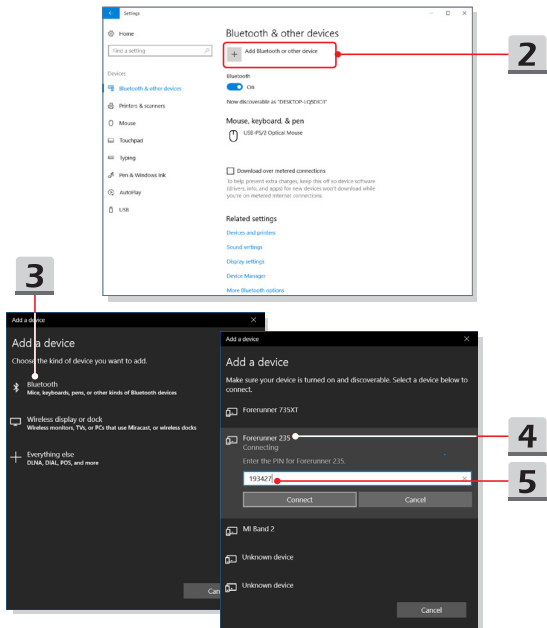 Settings
Home
Find a setting
Devices
Bluetooth & other devices
Printers & scanners
Mouse
Touchpad
Typing
Pen & Windows Ink
AutoPlay
USB
Bluetooth & other devices
Add Bluetooth or other device
2
Bluetooth
On
Now discoverable as "DESKTOP-
Mouse, keyboard, & pen
USB-PS/2 Optical Mouse
Download over metered connections
To help prevent extra charges, keep this off so device software
(drivers, info, and apps) for new devices won't download while
you're on metered Internet connections.
Related settings
Devices and printers
Sound settings
Display settings
Device Manager
More Bluetooth options
3
Add a device
Add a device
Choose the kind of device you want to add.
Bluetooth
Mice, keyboards, pens, or other kinds of Bluetooth devices
Wireless display or dock
Wireless monitors, TVs, or PCs that use Miracast, or wireless docks
Everything else
DLNA, DIAL, POS, and more
Can
Add a device
Add a device
Make sure your device is turned on and discoverable. Select a device below to
connect.
Forerunner 735XT
Forerunner 235
4
Connecting
Enter the PIN for Forerunner 235.
193427
5
Connect
Cancel
MI Band 2
Unknown device
Unknown device
Cancel